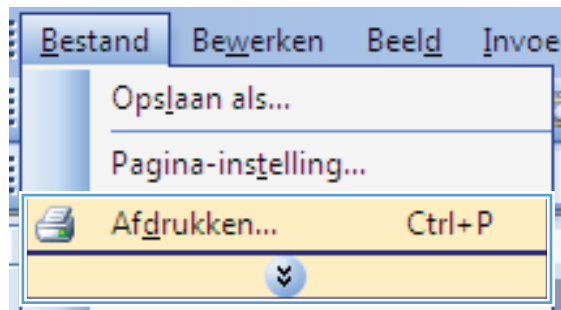 Bestand Bewerken Beeld Invoe
Opslaan als...
Pagina-instelling...
Afdrukken... Ctrl+P